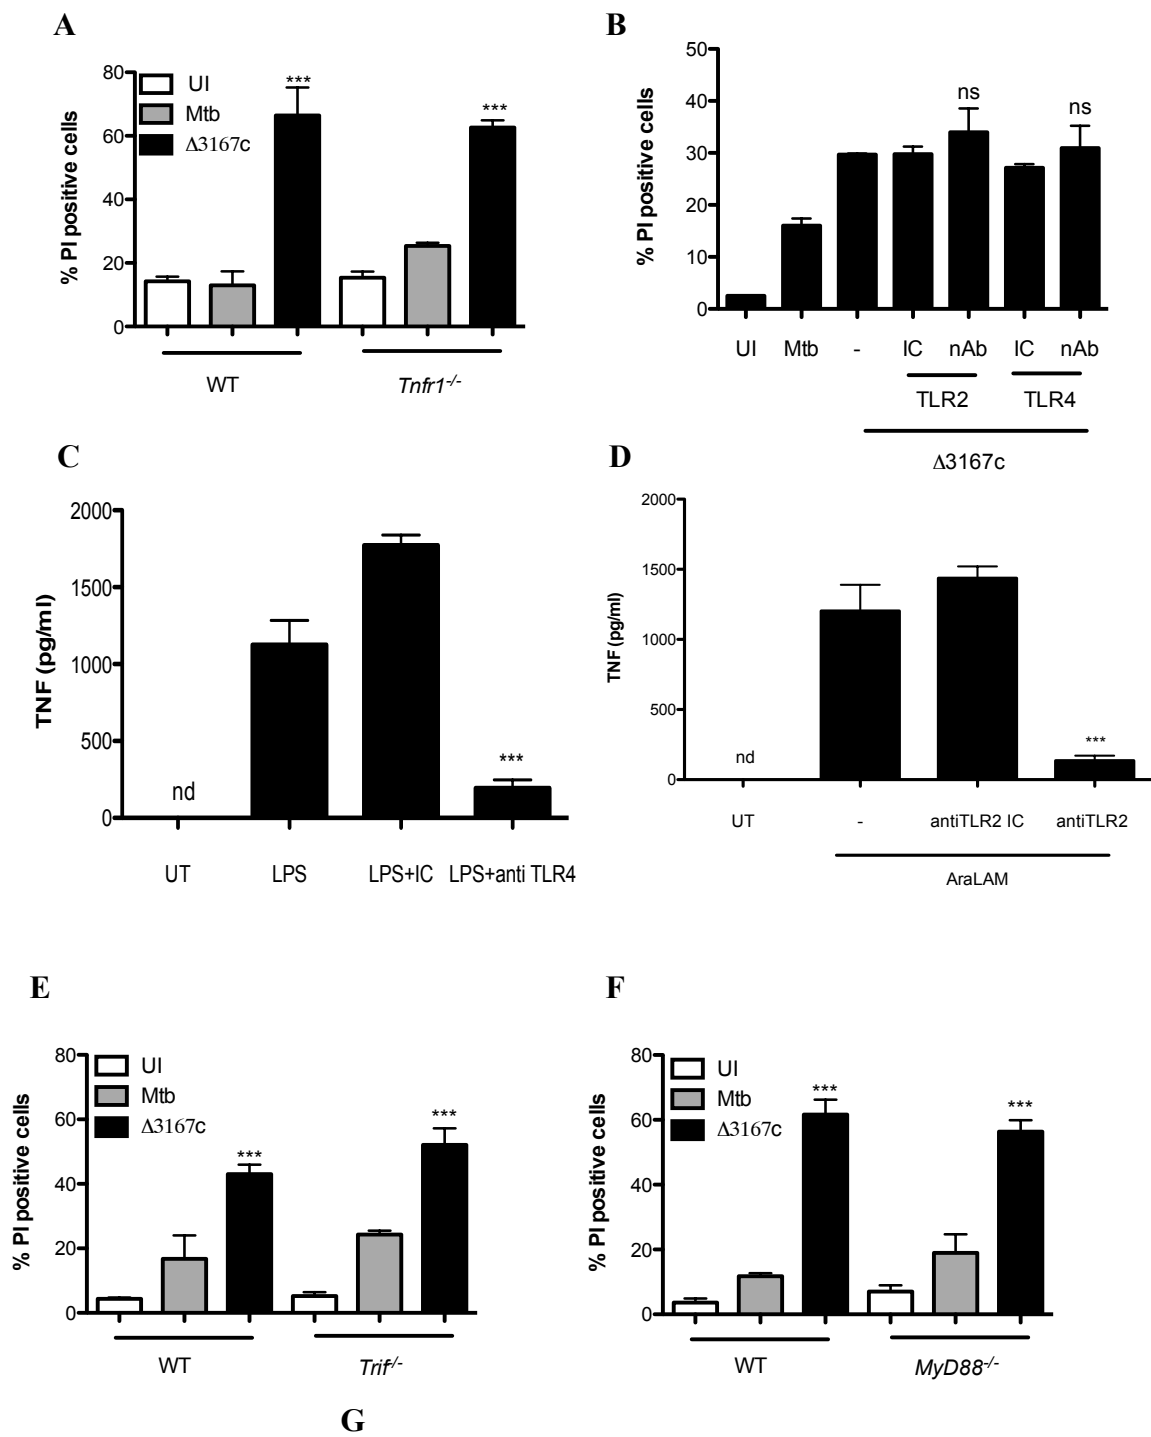 A
80
60
40
20
0
% PI positive cells
UI
Mtb
Δ3167c
***
***
WT
Tnfr1-/-
B
50
40
30
20
10
0
% PI positive cells
ns
ns
UI Mtb - IC nAb IC nAb
TLR2 TLR4
Δ3167c
C
2000
1500
1000
500
0
TNF (pg/ml)
nd
***
UT LPS LPS+IC LPS+anti TLR4
D
2000
1500
1000
500
0
TNF (pg/ml)
nd
***
UT - antiTLR2 IC antiTLR2
AraLAM
E
80
60
40
20
0
% PI positive cells
UI
Mtb
Δ3167c
***
***
WT
Trif-/-
F
80
60
40
20
0
% PI positive cells
UI
Mtb
Δ3167c
***
***
WT
MyD88-/-
G